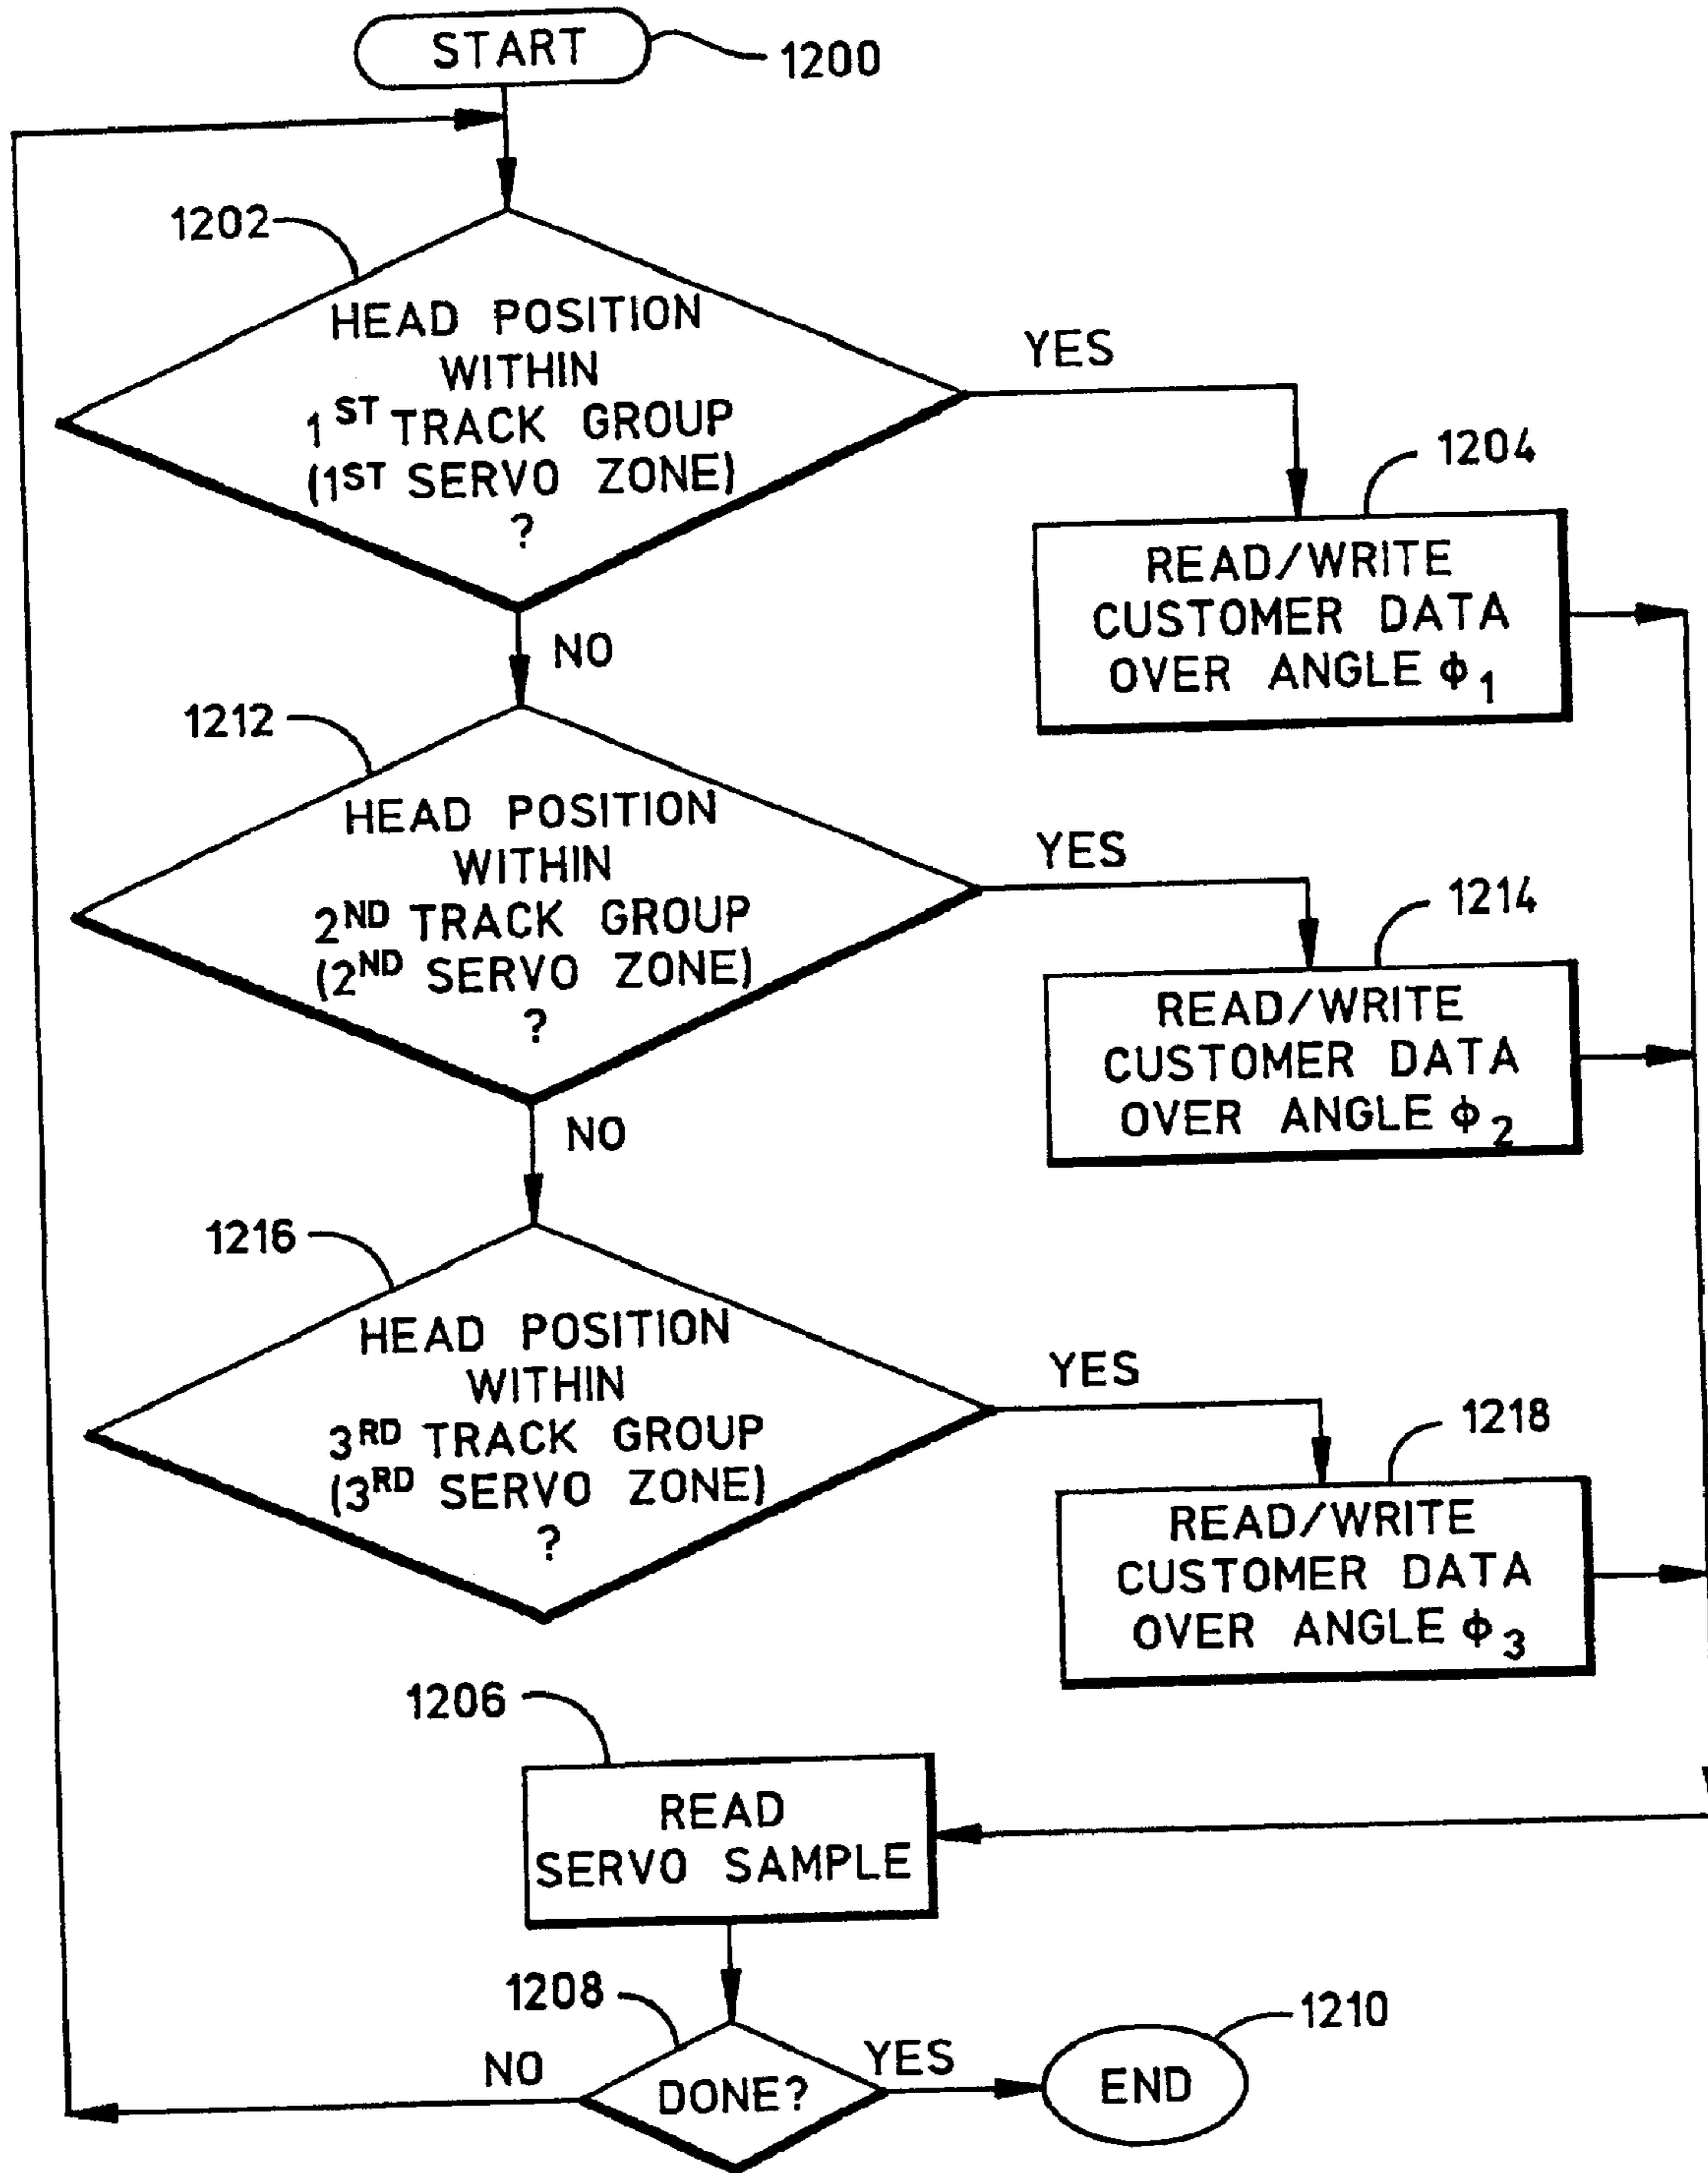 START
1200
1202
HEAD POSITION
WITHIN
1ST TRACK GROUP
(1ST SERVO ZONE)
?
YES
1204
READ/WRITE
CUSTOMER DATA
OVER ANGLE ϕ1
NO
1212
HEAD POSITION
WITHIN
2ND TRACK GROUP
(2ND SERVO ZONE)
?
YES
1214
READ/WRITE
CUSTOMER DATA
OVER ANGLE ϕ2
NO
1216
HEAD POSITION
WITHIN
3RD TRACK GROUP
(3RD SERVO ZONE)
?
YES
1218
READ/WRITE
CUSTOMER DATA
OVER ANGLE ϕ3
1206
READ
SERVO SAMPLE
1208
DONE?
NO
YES
1210
END